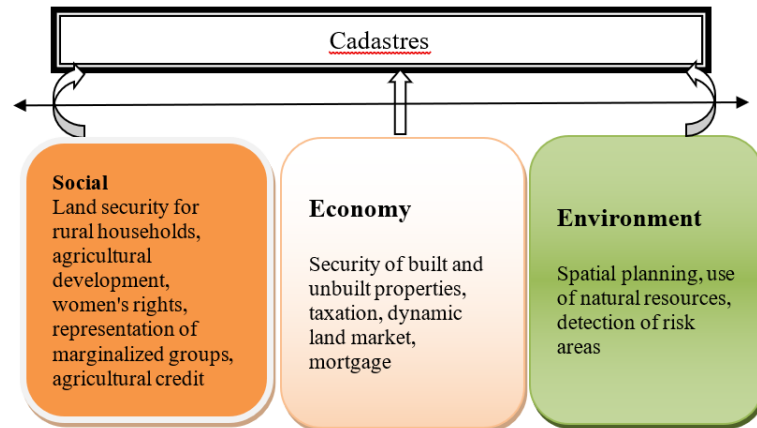 Cadastres
Social
Land security for
rural households,
agricultural
development,
women's rights,
representation of
marginalized groups,
agricultural credit
Economy
Security of built and
unbuilt properties,
taxation, dynamic
land market,
mortgage
Environment
Spatial planning, use
of natural resources,
detection of risk
areas